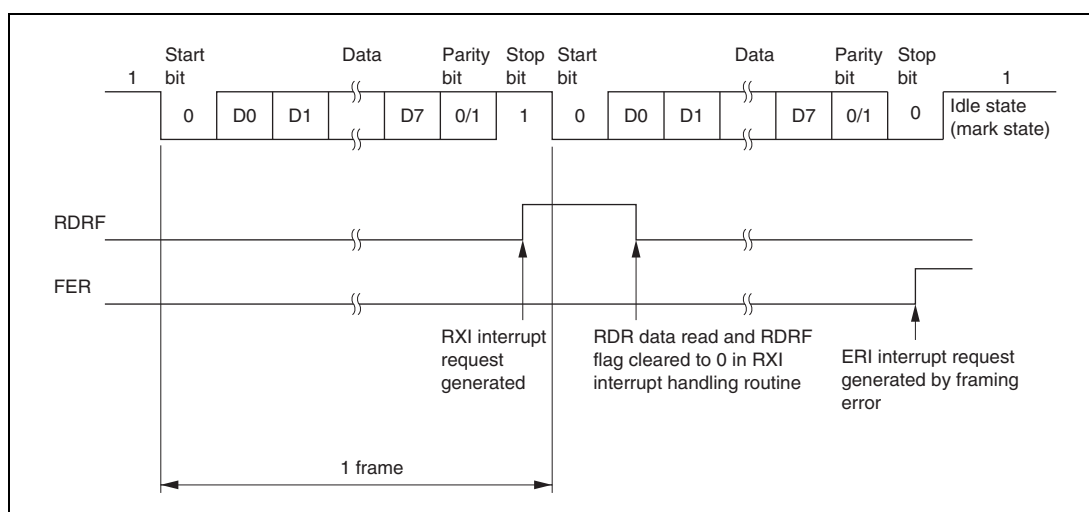 Start bit
Data
Parity bit
Stop bit
Start bit
Data
Parity bit
Stop bit
1
1
0
D0
D1
D7
0/1
1
0
D0
D1
D7
0/1
0
Idle state
(mark state)
RDRF
FER
RXI interrupt
request
generated
RDR data read and RDRF
flag cleared to 0 in RXI
interrupt handling routine
ERI interrupt request
generated by framing
error
1 frame